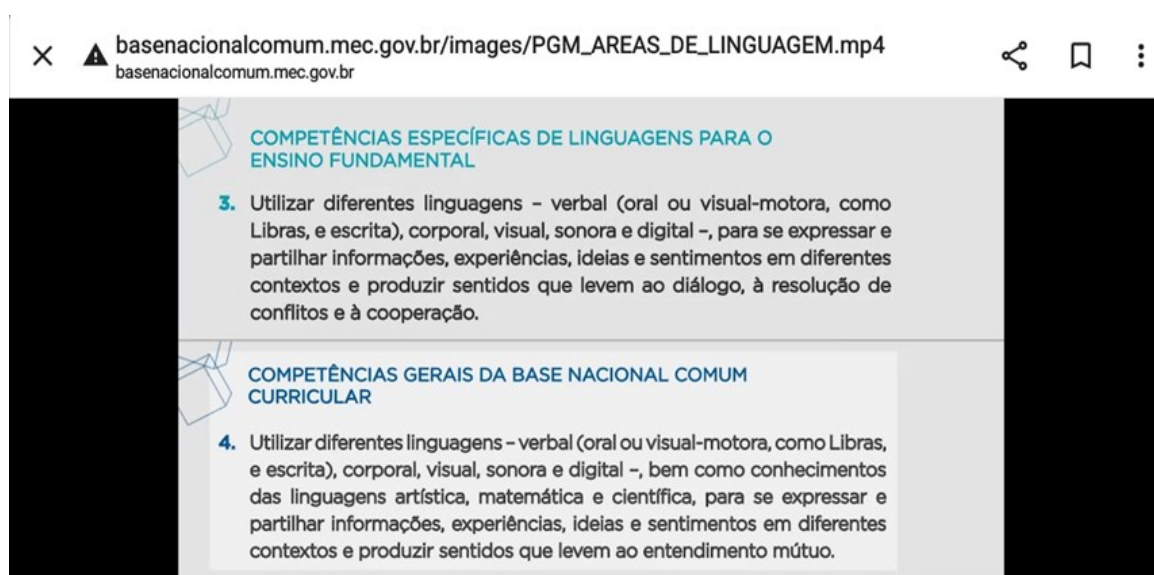 basenacionalcomum.mec.gov.br/images/PGM_AREAS_DE_LINGUAGEM.mp4
basenacionalcomum.mec.gov.br
COMPETÊNCIAS ESPECÍFICAS DE LINGUAGENS PARA O
ENSINO FUNDAMENTAL
3. Utilizar diferentes linguagens – verbal (oral ou visual-motora, como
Libras, e escrita), corporal, visual, sonora e digital –, para se expressar e
partilhar informações, experiências, ideias e sentimentos em diferentes
contextos e produzir sentidos que levem ao diálogo, à resolução de
conflitos e à cooperação.
COMPETÊNCIAS GERAIS DA BASE NACIONAL COMUM
CURRICULAR
4. Utilizar diferentes linguagens – verbal (oral ou visual-motora, como Libras,
e escrita), corporal, visual, sonora e digital –, bem como conhecimentos
das linguagens artística, matemática e científica, para se expressar e
partilhar informações, experiências, ideias e sentimentos em diferentes
contextos e produzir sentidos que levem ao entendimento mútuo.